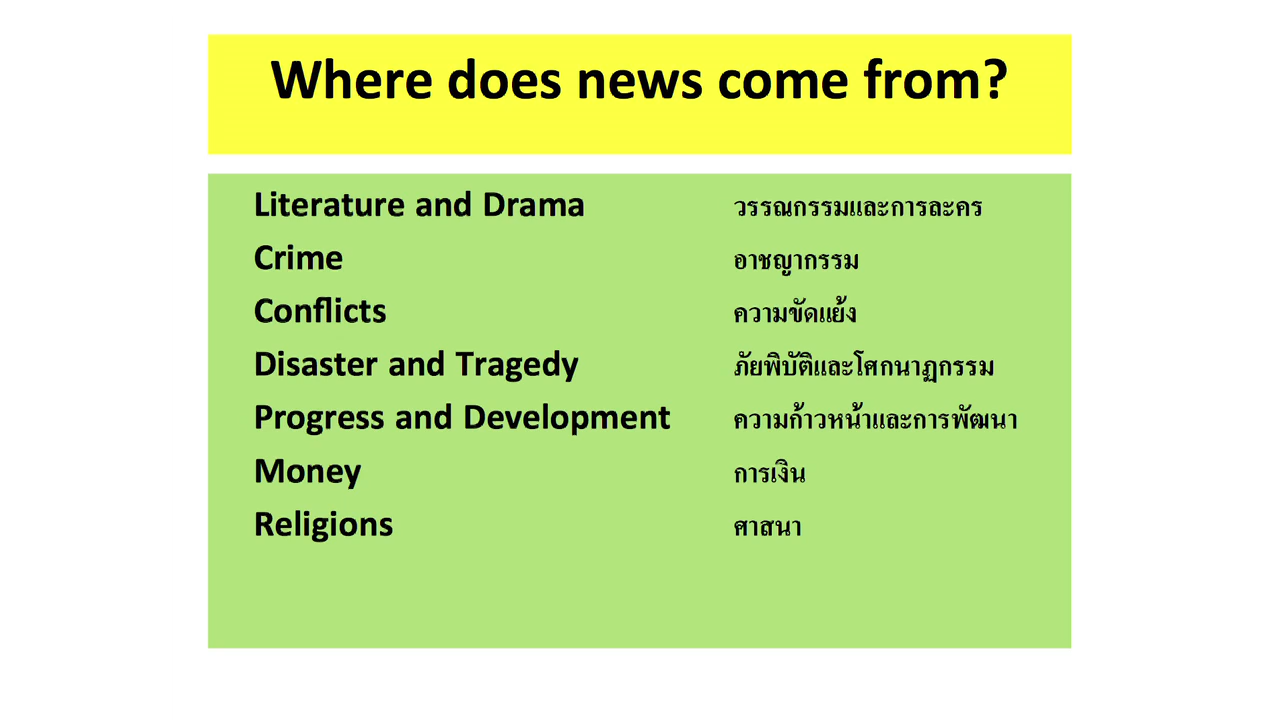 Where does news come from?
Literature and Drama วรรณกรรมและการละคร
Crime อาชญากรรม
Conflicts ความขัดแย้ง
Disaster and Tragedy ภัยพิบัติและโศกนาฏกรรม
Progress and Development ความก้าวหน้าและการพัฒนา
Money การเงิน
Religions ศาสนา